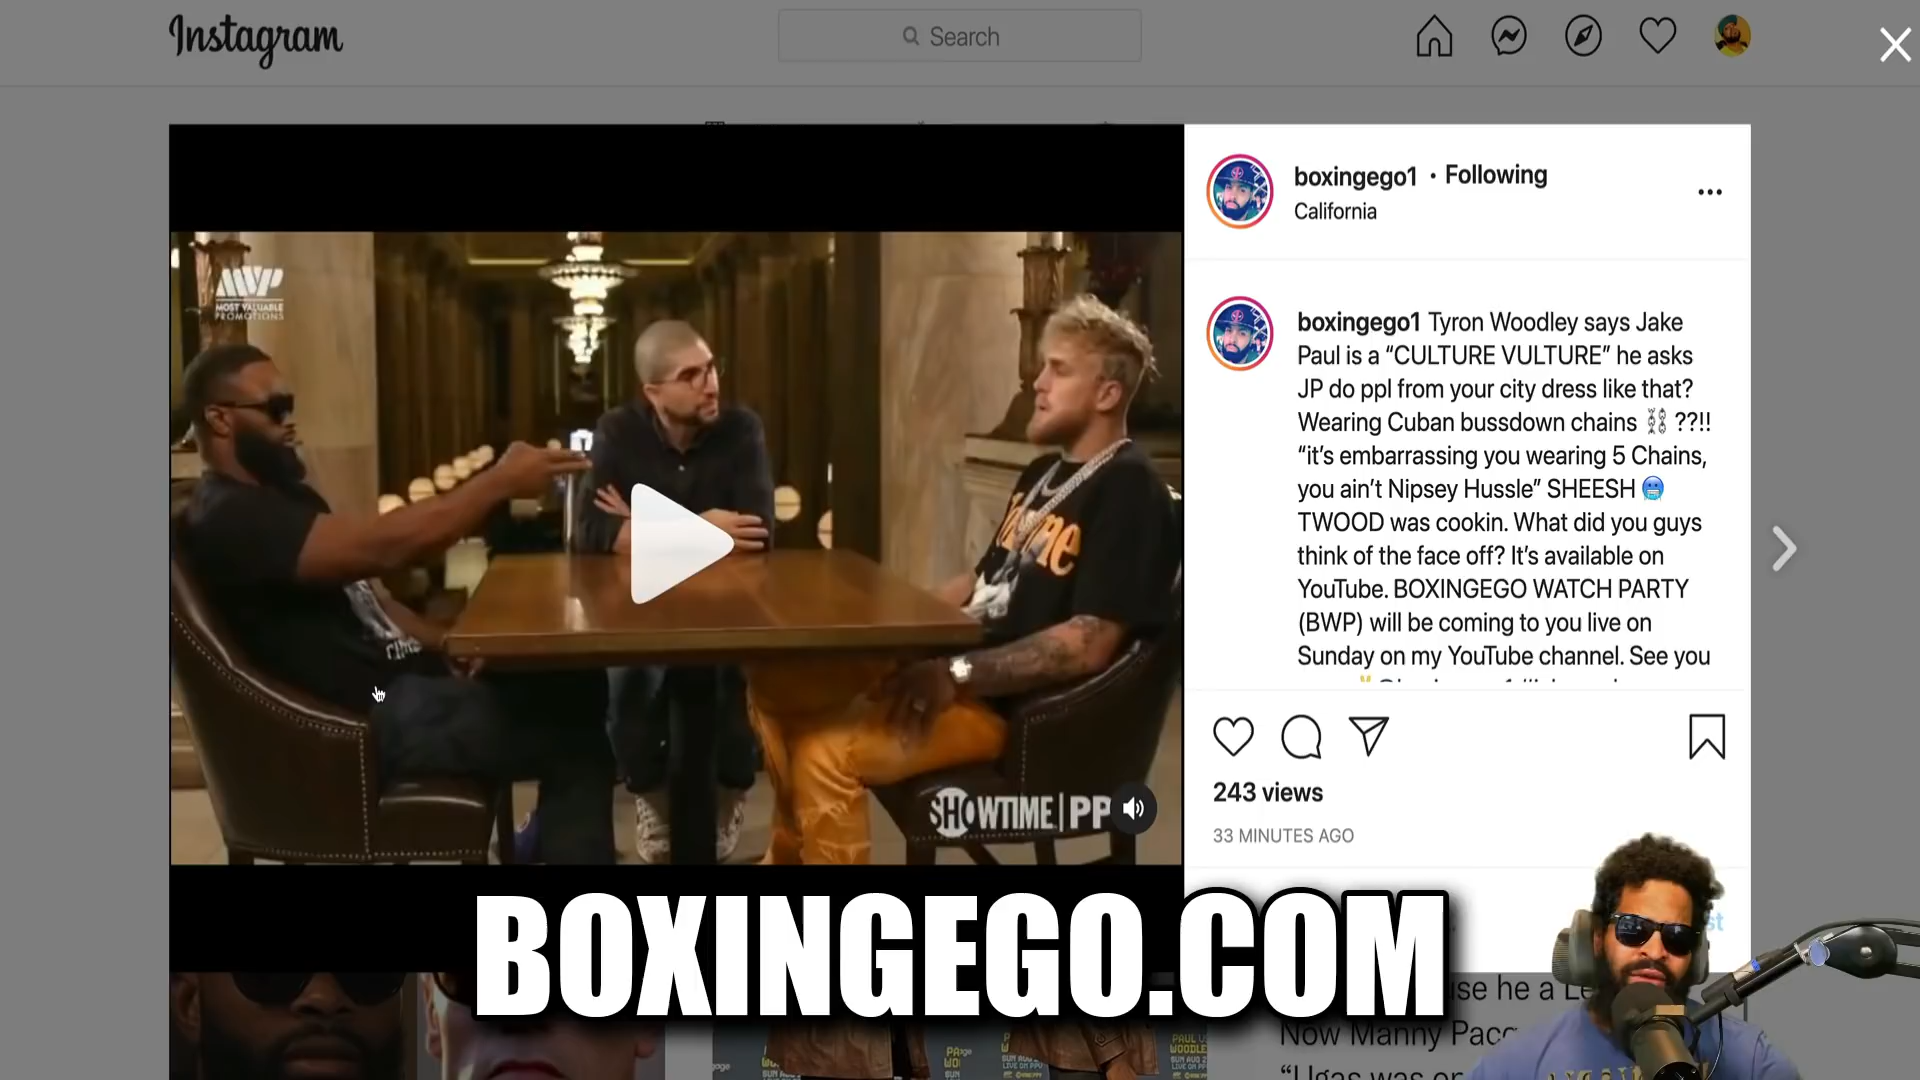 Instagram
Search
MVP
MOST VALUABLE
PROMOTIONS
SHOWTIME PPV
boxingego1 • Following
California
boxingego1 Tyron Woodley says Jake
Paul is a “CULTURE VULTURE” he asks
JP do ppl from your city dress like that?
Wearing Cuban bussdown chains ⛓️ ??!!
“it’s embarrassing you wearing 5 Chains,
you ain’t Nipsey Hussle” SHEESH 🥶
TWOOD was cookin. What did you guys
think of the face off? It’s available on
YouTube. BOXINGEGO WATCH PARTY
(BWP) will be coming to you live on
Sunday on my YouTube channel. See you
243 views
33 MINUTES AGO
BOXINGEGO.COM
Now Manny
“Ugas was